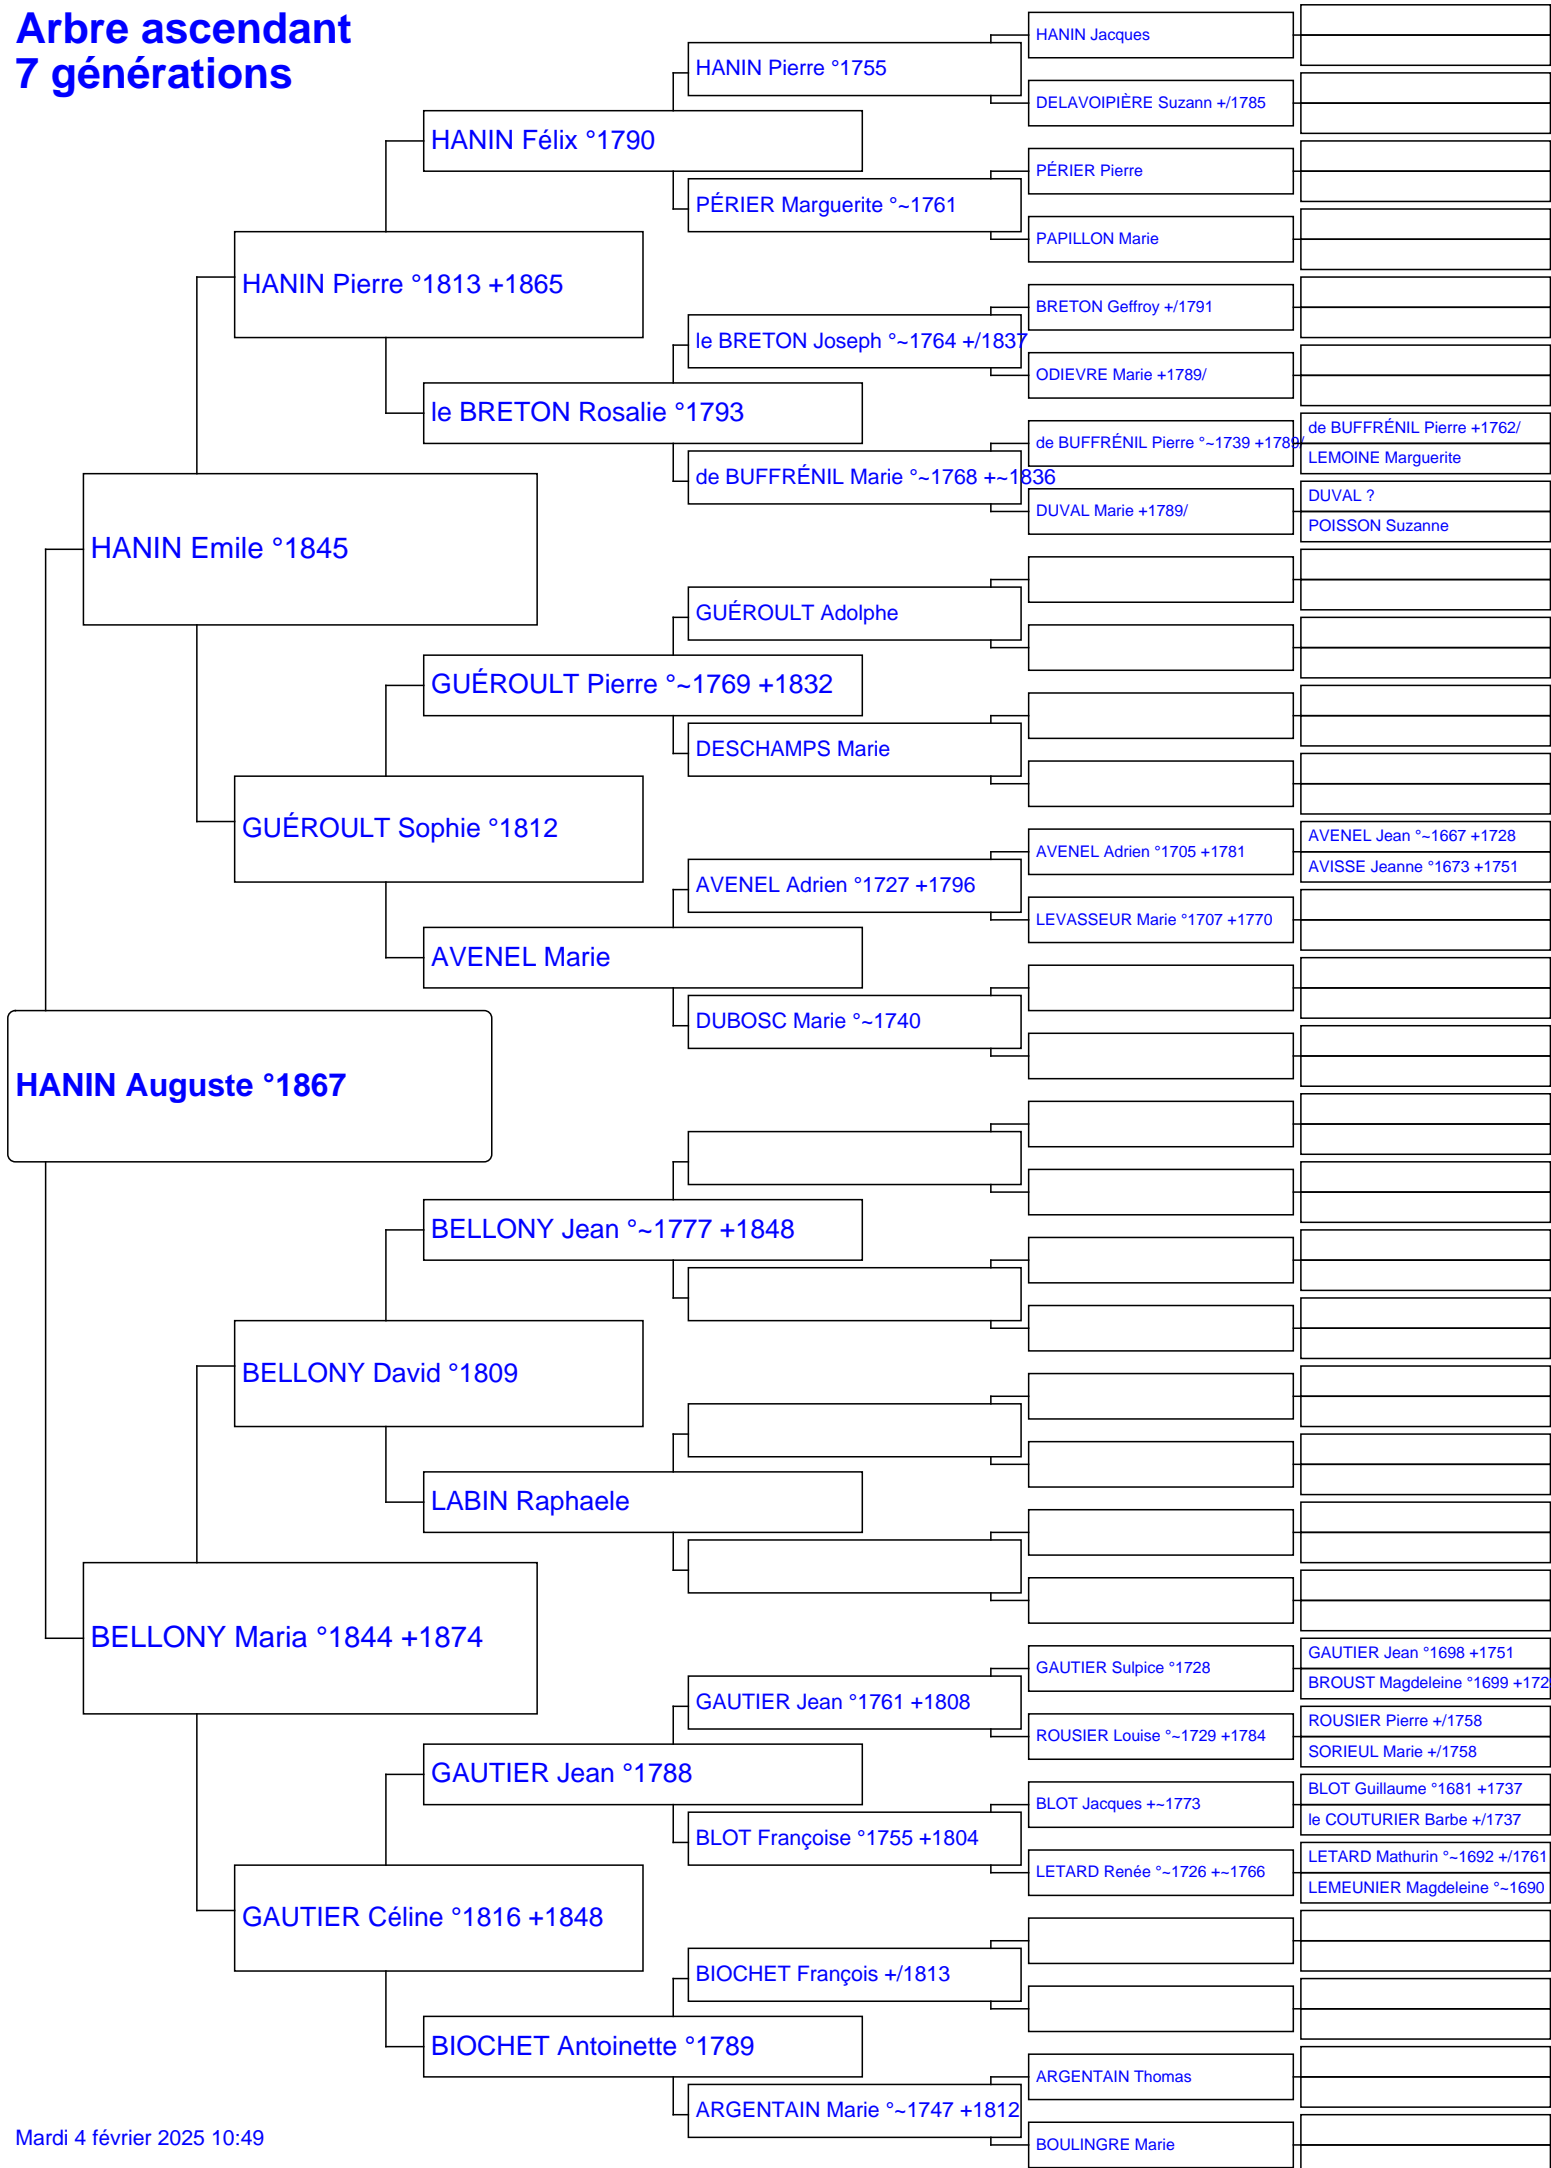 Arbre ascendant
7 générations
HANIN Auguste °1867
HANIN Emile °1845
BELLONY Maria °1844 +1874
HANIN Pierre °1813 +1865
GUÉROULT Sophie °1812
BELLONY David °1809
GAUTIER Céline °1816 +1848
HANIN Félix °1790
le BRETON Rosalie °1793
GUÉROULT Pierre °~1769 +1832
AVENEL Marie
BELLONY Jean °~1777 +1848
LABIN Raphaele
GAUTIER Jean °1788
BIOCHET Antoinette °1789
HANIN Pierre °1755
PÉRIER Marguerite °~1761
le BRETON Joseph °~1764 +/1837
de BUFFRÉNIL Marie °~1768 +~1836
GUÉROULT Adolphe
DESCHAMPS Marie
AVENEL Adrien °1727 +1796
DUBOSC Marie °~1740
GAUTIER Jean °1761 +1808
BLOT Françoise °1755 +1804
BIOCHET François +/1813
ARGENTAIN Marie °~1747 +1812
HANIN Jacques
DELAVOIPIÈRE Suzann +/1785
PÉRIER Pierre
PAPILLON Marie
BRETON Geffroy +/1791
ODIEVRE Marie +1789/
de BUFFRÉNIL Pierre °~1739 +1789/
DUVAL Marie +1789/
AVENEL Adrien °1705 +1781
LEVASSEUR Marie °1707 +1770
GAUTIER Sulpice °1728
ROUSIER Louise °~1729 +1784
BLOT Jacques +~1773
LETARD Renée °~1726 +~1766
ARGENTAIN Thomas
BOULINGRE Marie
de BUFFRÉNIL Pierre +1762/
LEMOINE Marguerite
DUVAL ?
POISSON Suzanne
AVENEL Jean °~1667 +1728
AVISSE Jeanne °1673 +1751
GAUTIER Jean °1698 +1751
BROUST Magdeleine °1699 +172
ROUSIER Pierre +/1758
SORIEUL Marie +/1758
BLOT Guillaume °1681 +1737
le COUTURIER Barbe +/1737
LETARD Mathurin °~1692 +/1761
LEMEUNIER Magdeleine °~1690
Mardi 4 février 2025 10:49